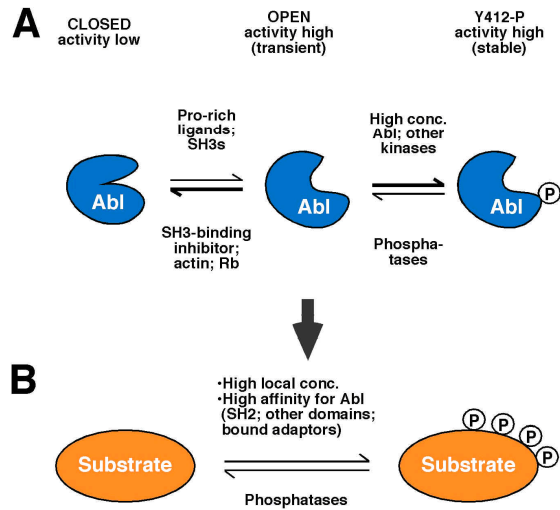 A
CLOSED
activity low
OPEN
activity high
(transient)
Y412-P
activity high
(stable)
Pro-rich
ligands;
SH3s
High conc.
Abl; other
kinases
Abl
Abl
Abl
P
SH3-binding
inhibitor;
actin; Rb
Phospha-
tases
B
•High local conc.
•High affinity for Abl
(SH2; other domains;
bound adaptors)
P
P
P
P
Substrate
Substrate
Phosphatases